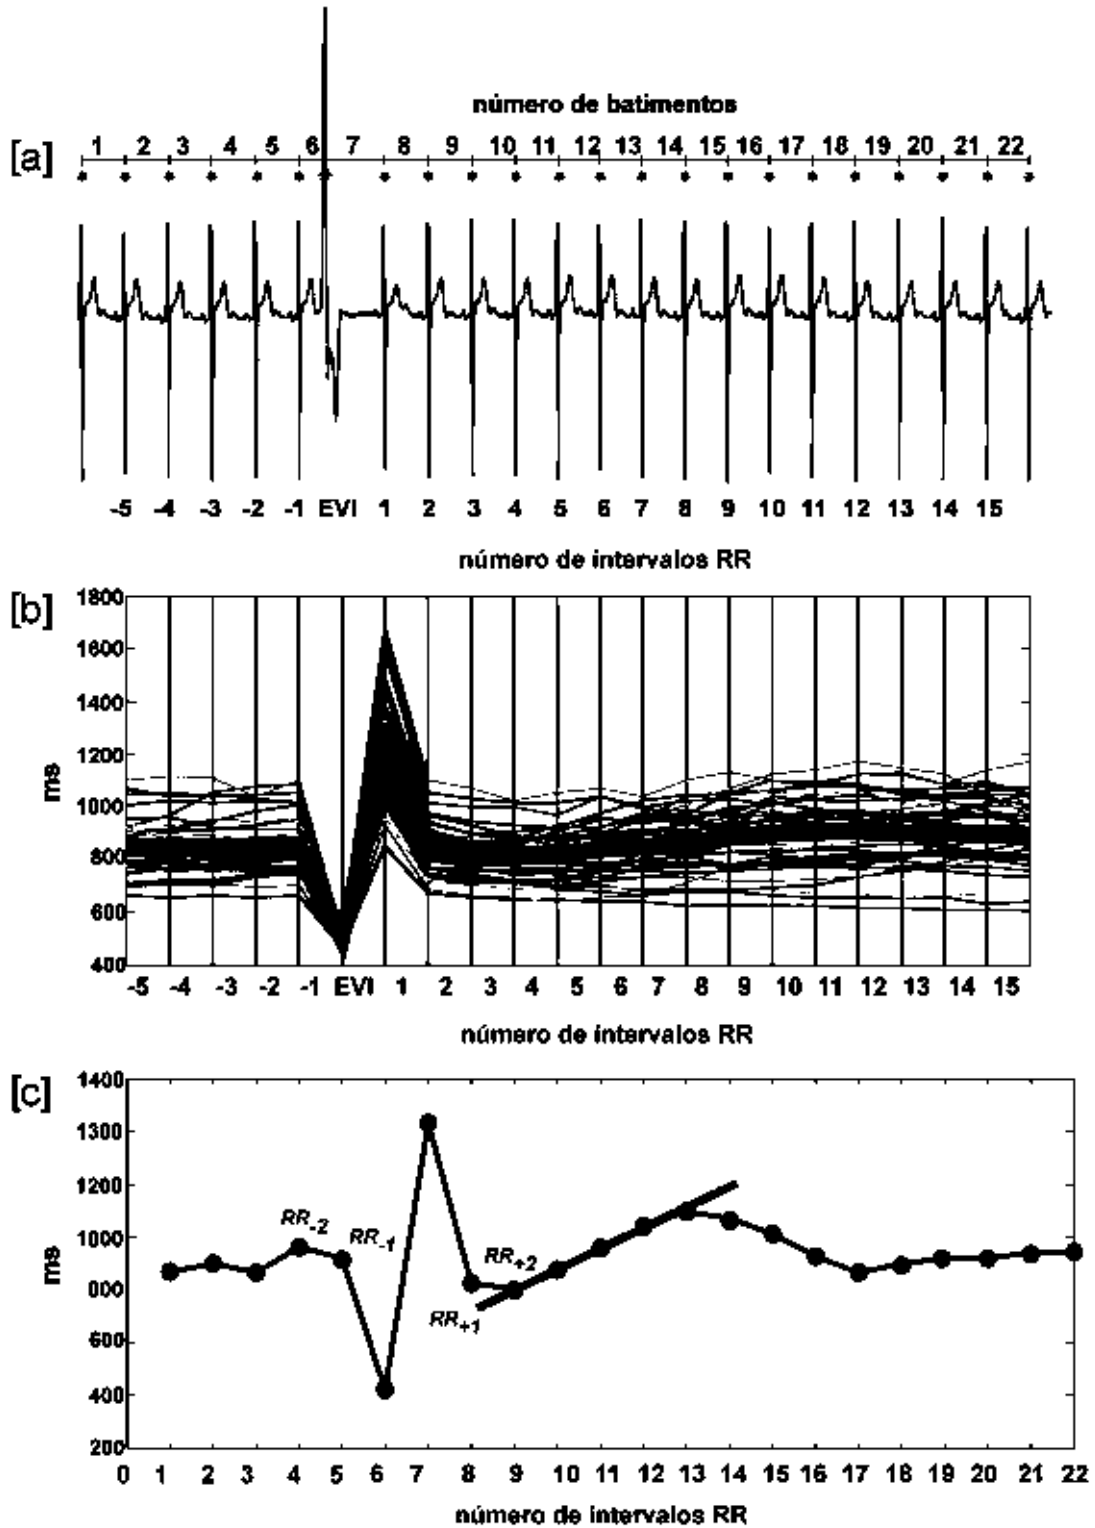 número de batimentos
[a]
1 2 3 4 5 6 7 8 9 10 11 12 13 14 15 16 17 18 19 20 21 22
-5 -4 -3 -2 -1 EVI 1 2 3 4 5 6 7 8 9 10 11 12 13 14 15
número de intervalos RR
[b]
1800
1600
1400
1200
1000
800
600
400
ms
-5 -4 -3 -2 -1 EVI 1 2 3 4 5 6 7 8 9 10 11 12 13 14 15
número de intervalos RR
[c]
1400
1300
1200
1000
800
600
400
200
ms
RR-2
RR-1
RR+2
RR+1
0 1 2 3 4 5 6 7 8 9 10 11 12 13 14 15 16 17 18 19 20 21 22
número de intervalos RR